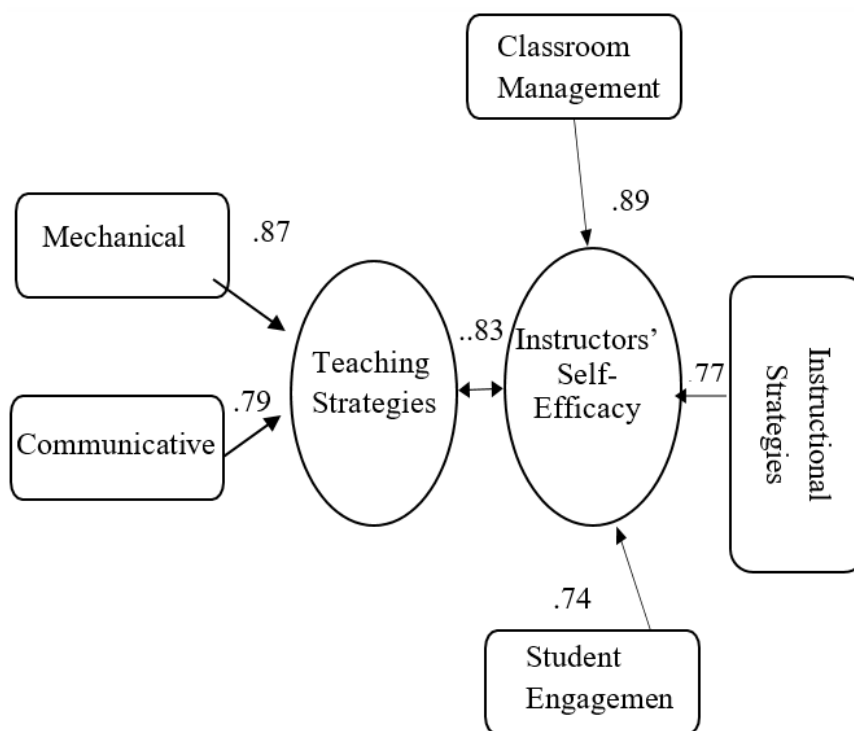 Classroom
Management
.89
Mechanical
.87
..83
Teaching
Strategies
Instructors’
Self-
Efficacy
.77
Instructional
Strategies
Communicative
.79
.74
Student
Engagemen